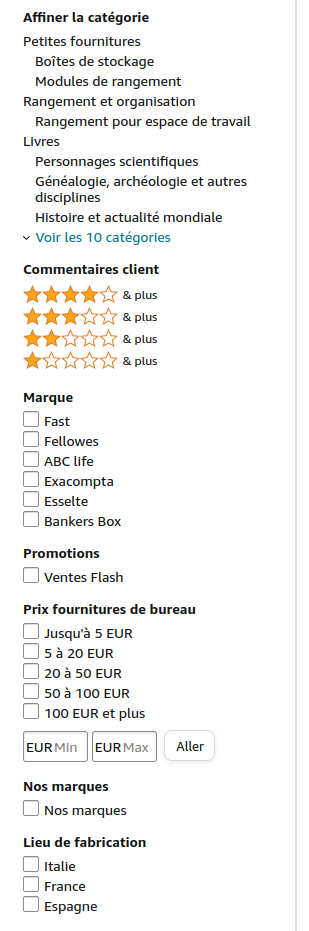 Affiner la catégorie
Petites fournitures
Boîtes de stockage
Modules de rangement
Rangement et organisation
Rangement pour espace de travail
Livres
Personnages scientifiques
Généalogie, archéologie et autres
disciplines
Histoire et actualité mondiale
Voir les 10 catégories
Commentaires client
& plus
& plus
& plus
& plus
Marque
Fast
Fellowes
ABC life
Exacompta
Esselte
Bankers Box
Promotions
Ventes Flash
Prix fournitures de bureau
Jusqu'à 5 EUR
5 à 20 EUR
20 à 50 EUR
50 à 100 EUR
100 EUR et plus
EUR Min EUR Max Aller
Nos marques
Nos marques
Lieu de fabrication
Italie
France
Espagne